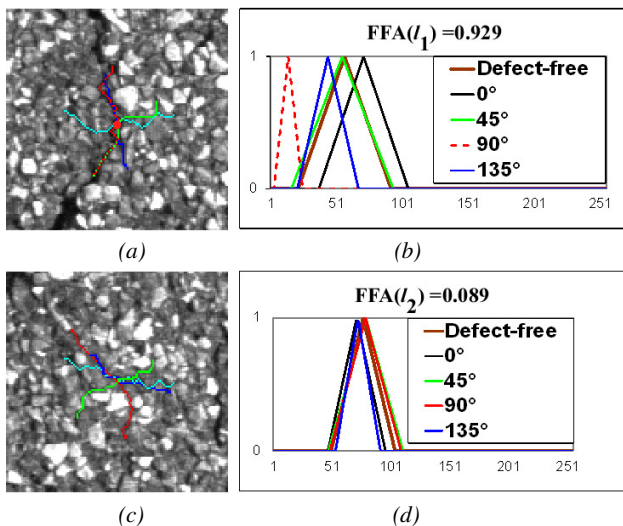 FFA(l₁) =0.929
1
0
1 51 101 151 201 251
Defect-free
0°
45°
90°
135°
(a) (b)
FFA(l₂) =0.089
1
0
1 51 101 151 201 251
Defect-free
0°
45°
90°
135°
(c) (d)